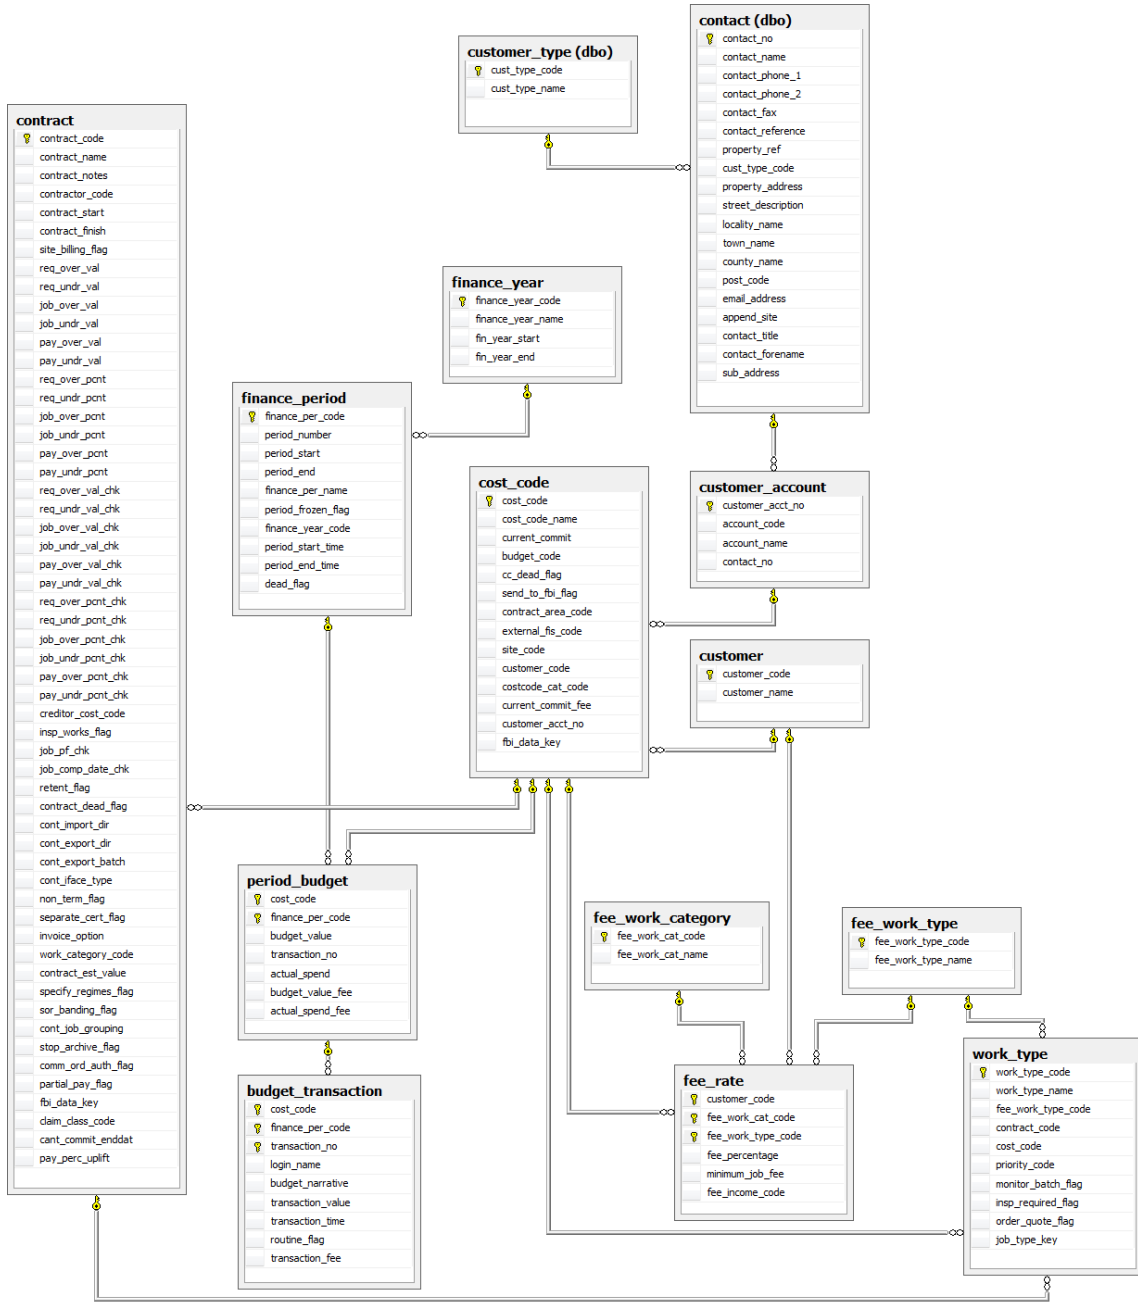 contact (dbo)
contact_no
contact_name
contact_phone_1
contact_phone_2
contact_fax
contact_reference
property_ref
cust_type_code
property_address
street_description
locality_name
town_name
county_name
post_code
email_address
append_site
contact_title
contact_forename
sub_address
customer_type (dbo)
cust_type_code
cust_type_name
contract
contract_code
contract_name
contract_notes
contractor_code
contract_start
contract_finish
site_billing_flag
req_over_val
req_undr_val
job_over_val
job_undr_val
pay_over_val
pay_undr_val
req_over_pcnt
req_undr_pcnt
job_over_pcnt
job_undr_pcnt
pay_over_pcnt
pay_undr_pcnt
req_over_val_chk
req_undr_val_chk
job_over_val_chk
job_undr_val_chk
pay_over_val_chk
pay_undr_val_chk
req_over_pcnt_chk
req_undr_pcnt_chk
job_over_pcnt_chk
job_undr_pcnt_chk
pay_over_pcnt_chk
pay_undr_pcnt_chk
creditor_cost_code
insp_works_flag
job_pf_chk
job_comp_date_chk
retent_flag
contract_dead_flag
cont_import_dir
cont_export_dir
cont_export_batch
cont_iface_type
non_term_flag
separate_cert_flag
invoice_option
work_category_code
contract_est_value
specify_regimes_flag
sor_banding_flag
cont_job_grouping
stop_archive_flag
comm_ord_auth_flag
partial_pay_flag
fbi_data_key
claim_class_code
cant_commit_enddat
pay_perc_uplift
finance_year
finance_year_code
finance_year_name
fin_year_start
fin_year_end
finance_period
finance_per_code
period_number
period_start
period_end
finance_per_name
period_frozen_flag
finance_year_code
period_start_time
period_end_time
dead_flag
cost_code
cost_code
cost_code_name
current_commit
budget_code
cc_dead_flag
send_to_fbi_flag
contract_area_code
external_fis_code
site_code
customer_code
costcode_cat_code
current_commit_fee
customer_acct_no
fbi_data_key
customer_account
customer_acct_no
account_code
account_name
contact_no
customer
customer_code
customer_name
period_budget
cost_code
finance_per_code
budget_value
transaction_no
actual_spend
budget_value_fee
actual_spend_fee
fee_work_category
fee_work_cat_code
fee_work_cat_name
fee_work_type
fee_work_type_code
fee_work_type_name
budget_transaction
cost_code
finance_per_code
transaction_no
login_name
budget_narrative
transaction_value
transaction_time
routine_flag
transaction_fee
fee_rate
customer_code
fee_work_cat_code
fee_work_type_code
fee_percentage
minimum_job_fee
fee_income_code
work_type
work_type_code
work_type_name
fee_work_type_code
contract_code
cost_code
priority_code
monitor_batch_flag
insp_required_flag
order_quote_flag
job_type_key